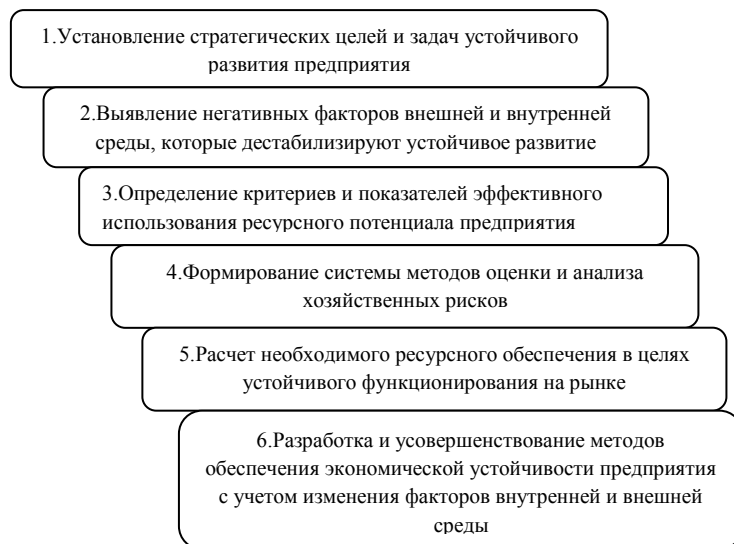 1.Установление стратегических целей и задач устойчивого
развития предприятия
2.Выявление негативных факторов внешней и внутренней
среды, которые дестабилизируют устойчивое развитие
3.Определение критериев и показателей эффективного
использования ресурсного потенциала предприятия
4.Формирование системы методов оценки и анализа
хозяйственных рисков
5.Расчет необходимого ресурсного обеспечения в целях
устойчивого функционирования на рынке
6.Разработка и усовершенствование методов
обеспечения экономической устойчивости предприятия
с учетом изменения факторов внутренней и внешней
среды